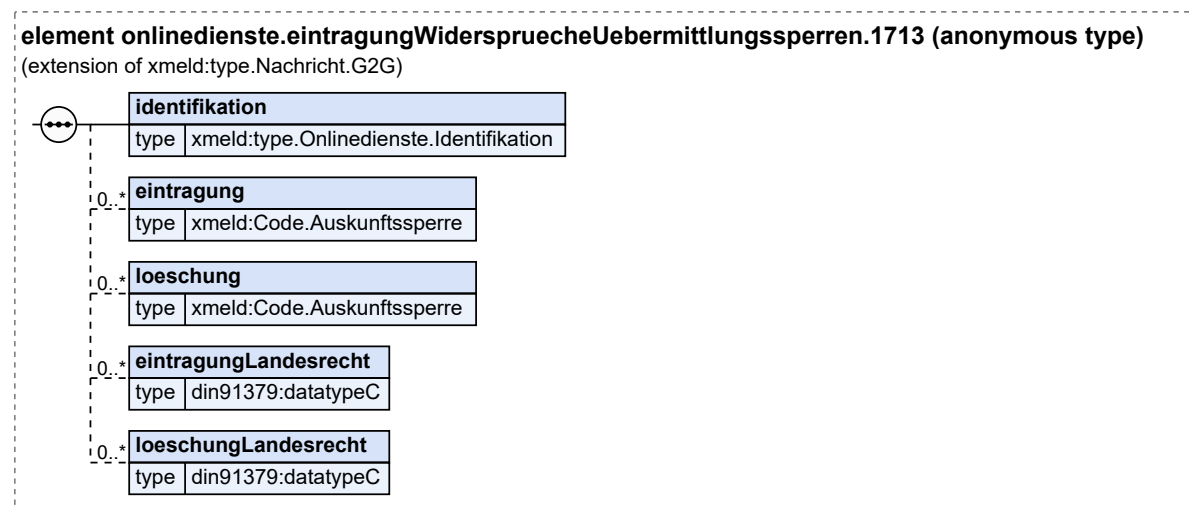 element onlinedienste.eintragungWiderspruecheUebermittlungssperren.1713 (anonymous type)
(extension of xmeld:type.Nachricht.G2G)
identifikation
type xmeld:type.Onlinedienste.Identifikation
0..* eintragung
type xmeld:Code.Auskunftssperre
0..* loeschung
type xmeld:Code.Auskunftssperre
0..* eintragungLandesrecht
type din91379:datatypeC
0..* loeschungLandesrecht
type din91379:datatypeC